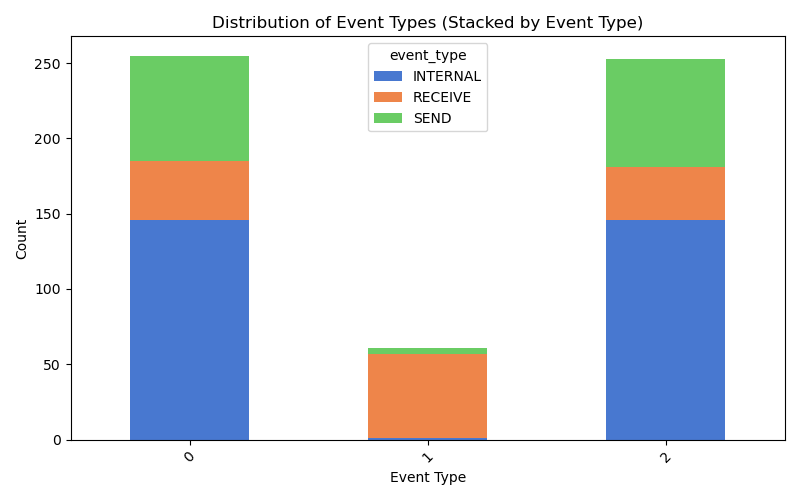 Distribution of Event Types (Stacked by Event Type)
event_type
INTERNAL
RECEIVE
SEND
250
200
150
100
50
0
Count
0
1
2
Event Type